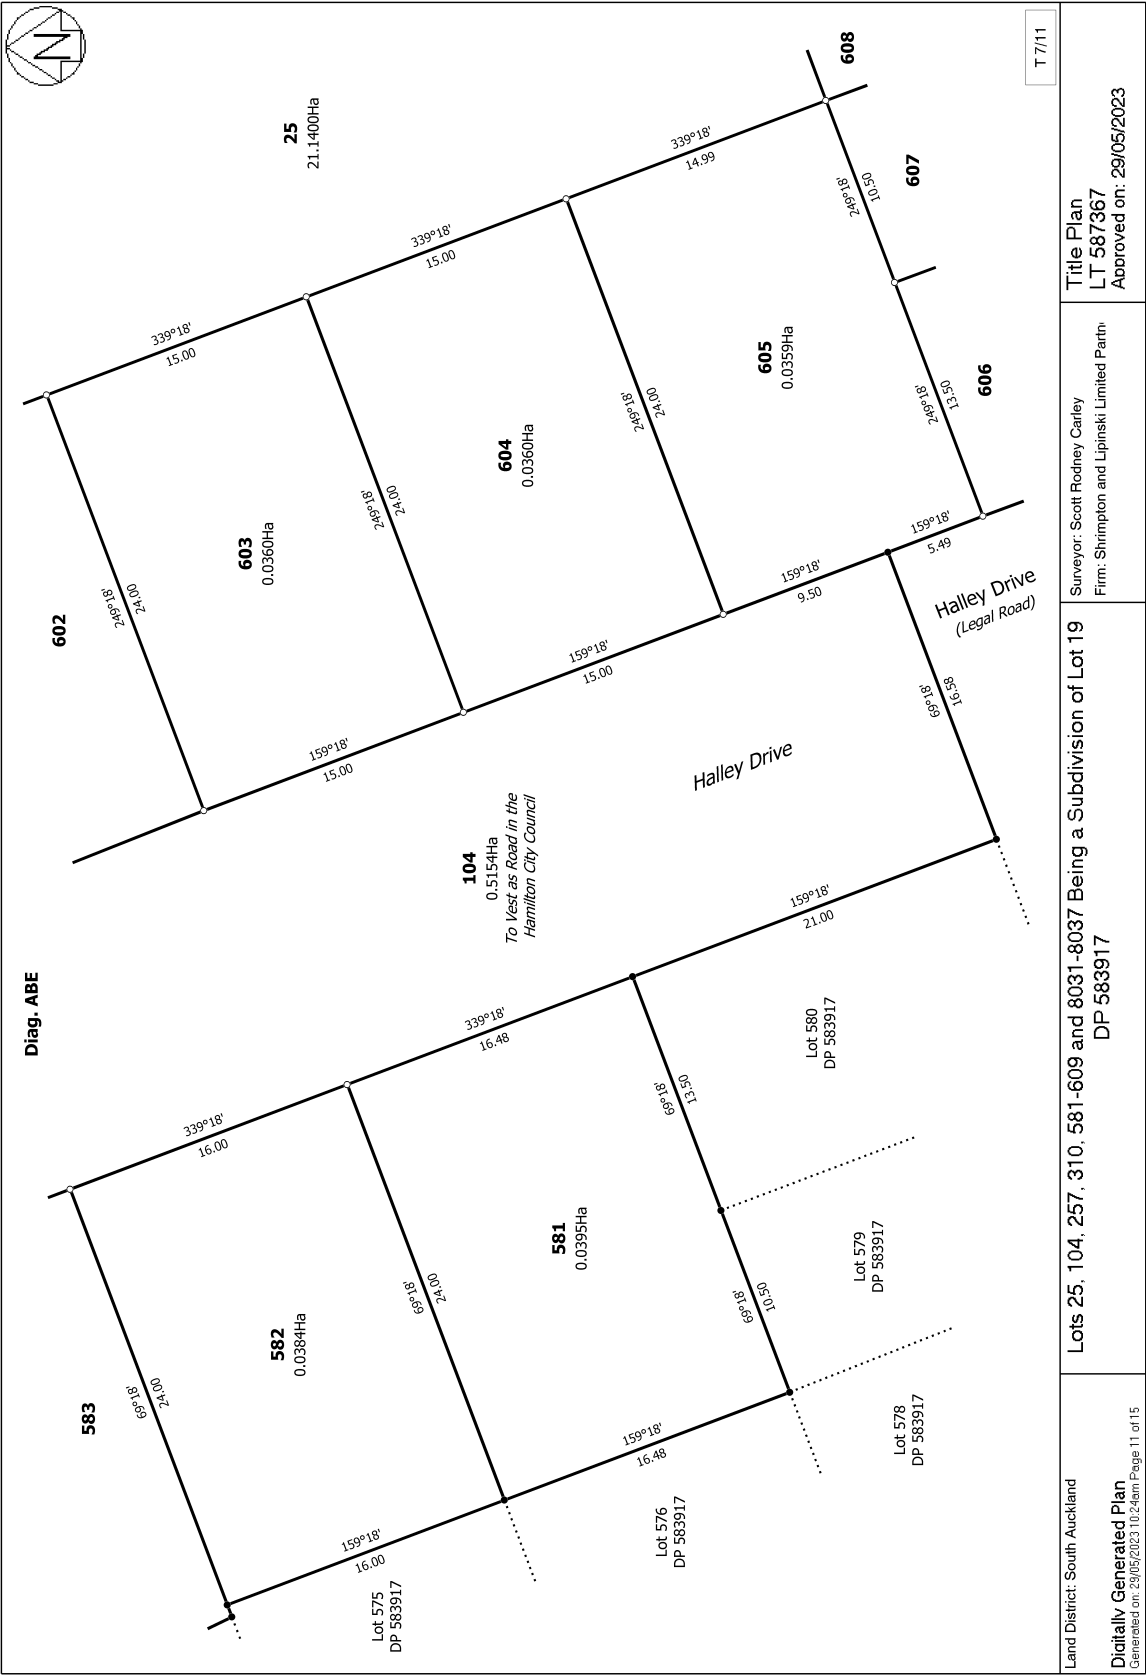 Diag. ABE
N
583
69°18'
24.00
582
0.0384Ha
339°18'
16.00
159°18'
16.00
Lot 575
DP 583917
69°18'
24.00
581
0.0395Ha
339°18'
16.48
159°18'
16.48
Lot 576
DP 583917
69°18'
10.50
69°18'
13.50
Lot 578
DP 583917
Lot 579
DP 583917
Lot 580
DP 583917
159°18'
21.00
104
0.5154Ha
To Vest as Road in the
Hamilton City Council
Halley Drive
69°18'
16.58
Halley Drive
(Legal Road)
602
249°18'
24.00
603
0.0360Ha
339°18'
15.00
159°18'
15.00
25
21.1400Ha
249°18'
24.00
604
0.0360Ha
339°18'
15.00
159°18'
15.00
249°18'
24.00
605
0.0359Ha
339°18'
14.99
159°18'
9.50
159°18'
5.49
249°18'
13.50
249°18'
10.50
606
607
608
T 7/11
Land District: South Auckland
Digitally Generated Plan
Generated on: 29/05/2023 10:24am Page 11 of 15
Lots 25, 104, 257, 310, 581-609 and 8031-8037 Being a Subdivision of Lot 19
DP 583917
Surveyor: Scott Rodney Carley
Firm: Shrimpton and Lipinski Limited Partn
Title Plan
LT 587367
Approved on: 29/05/2023